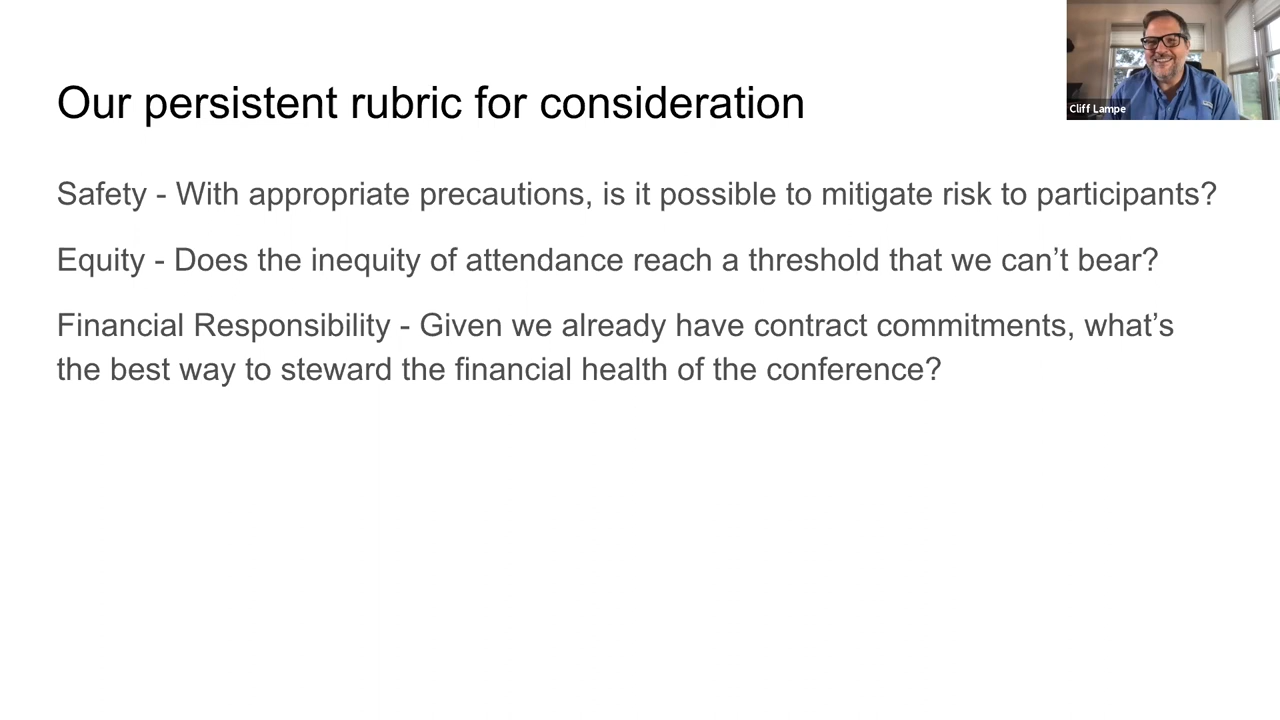 Our persistent rubric for consideration
Cliff Lampe
Safety - With appropriate precautions, is it possible to mitigate risk to participants?
Equity - Does the inequity of attendance reach a threshold that we can’t bear?
Financial Responsibility - Given we already have contract commitments, what’s
the best way to steward the financial health of the conference?